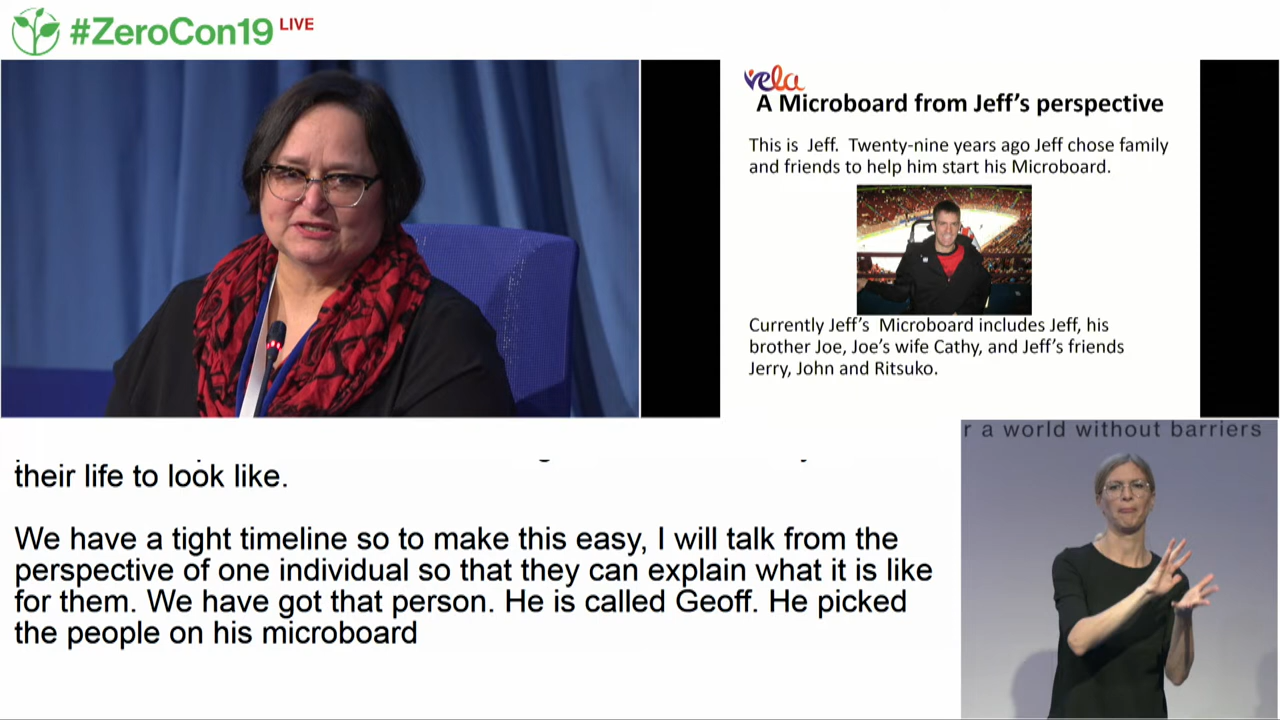 #ZeroCon19 LIVE
vela
A Microboard from Jeff's perspective
This is Jeff. Twenty-nine years ago Jeff chose family
and friends to help him start his Microboard.
Currently Jeff's Microboard includes Jeff, his
brother Joe, Joe's wife Cathy, and Jeff's friends
Jerry, John and Ritsuko.
their life to look like.
We have a tight timeline so to make this easy, I will talk from the
perspective of one individual so that they can explain what it is like
for them. We have got that person. He is called Geoff. He picked
the people on his microboard
r a world without barriers